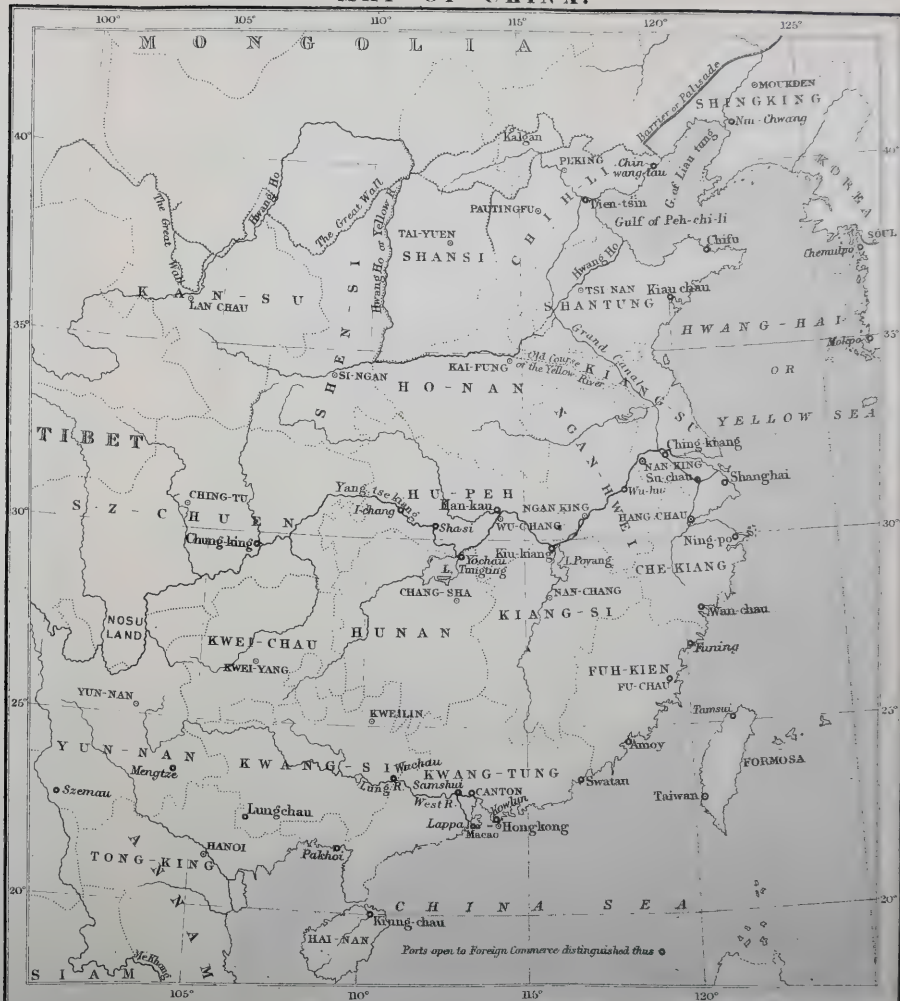 100° 105° 110° 115° 120° 125°
MONGOLIA
Barrier or Palisade
MOUKDEN
SHINGKING
Niu-Chwang
40°
Kalgan
PEKING
Chin
wang-tau
G. of Liau tung
40°
KOREA
The Great Wall
Hwang Ho
The Great Wall
Hwang Ho or Yellow R.
PAUTINGFU
CHIHLI
Tien-tsin
Gulf of Peh-chi-li
TAI-YUEN
SHANSI
Chifu
SOUL
Chemulpo
Hwang Ho
KAN-SU
LAN CHAU
TSI-NAN
SHANTUNG
Kiau chau
35°
HWANG-HAI
35°
Mokpo
OR
YELLOW SEA
SHEN-SI
SI-NGAN
KAI-FUNG
Old Course
of the Yellow River
Grand Canal
KIANG SU
HO-NAN
NGAN-HWEI
TIBET
Ching kiang
NAN-KING
Su-chau
Shanghai
Wu-hu
CHING-TU
SZ-CHUEN
Yang tse kiang
HU-PEH
I-chang
Han-kau
NGAN KING
HANG CHAU
30°
Sha-si
WU-CHANG
30°
Chung-king
Kiu-kiang
Ning-po
Yochau
L. Tungting
L. Poyang
CHE-KIANG
CHANG-SHA
NAN-CHANG
KIANG-SI
Wan-chau
NOSU
LAND
KWEI-CHAU
HUNAN
Funing
KWEI-YANG
FUH-KIEN
FU-CHAU
25°
YUN-NAN
KWEILIN
Tamsui
25°
YUN-NAN
Mengtze
KWANG-SI
Wuchau
KWANG-TUNG
Amoy
FORMOSA
Szemau
Lung R.
Samshui
CANTON
Swatan
Taiwan
Lungchau
West R.
Kowlun
Lappa
Macao
Hongkong
TONG-KING
HANOI
Pakhoi
ANNAM
20°
CHINA SEA
20°
Kiung-chau
HAI-NAN
Ports open to Foreign Commerce distinguished thus
SIAM
Me Khong
105° 110° 115° 120°